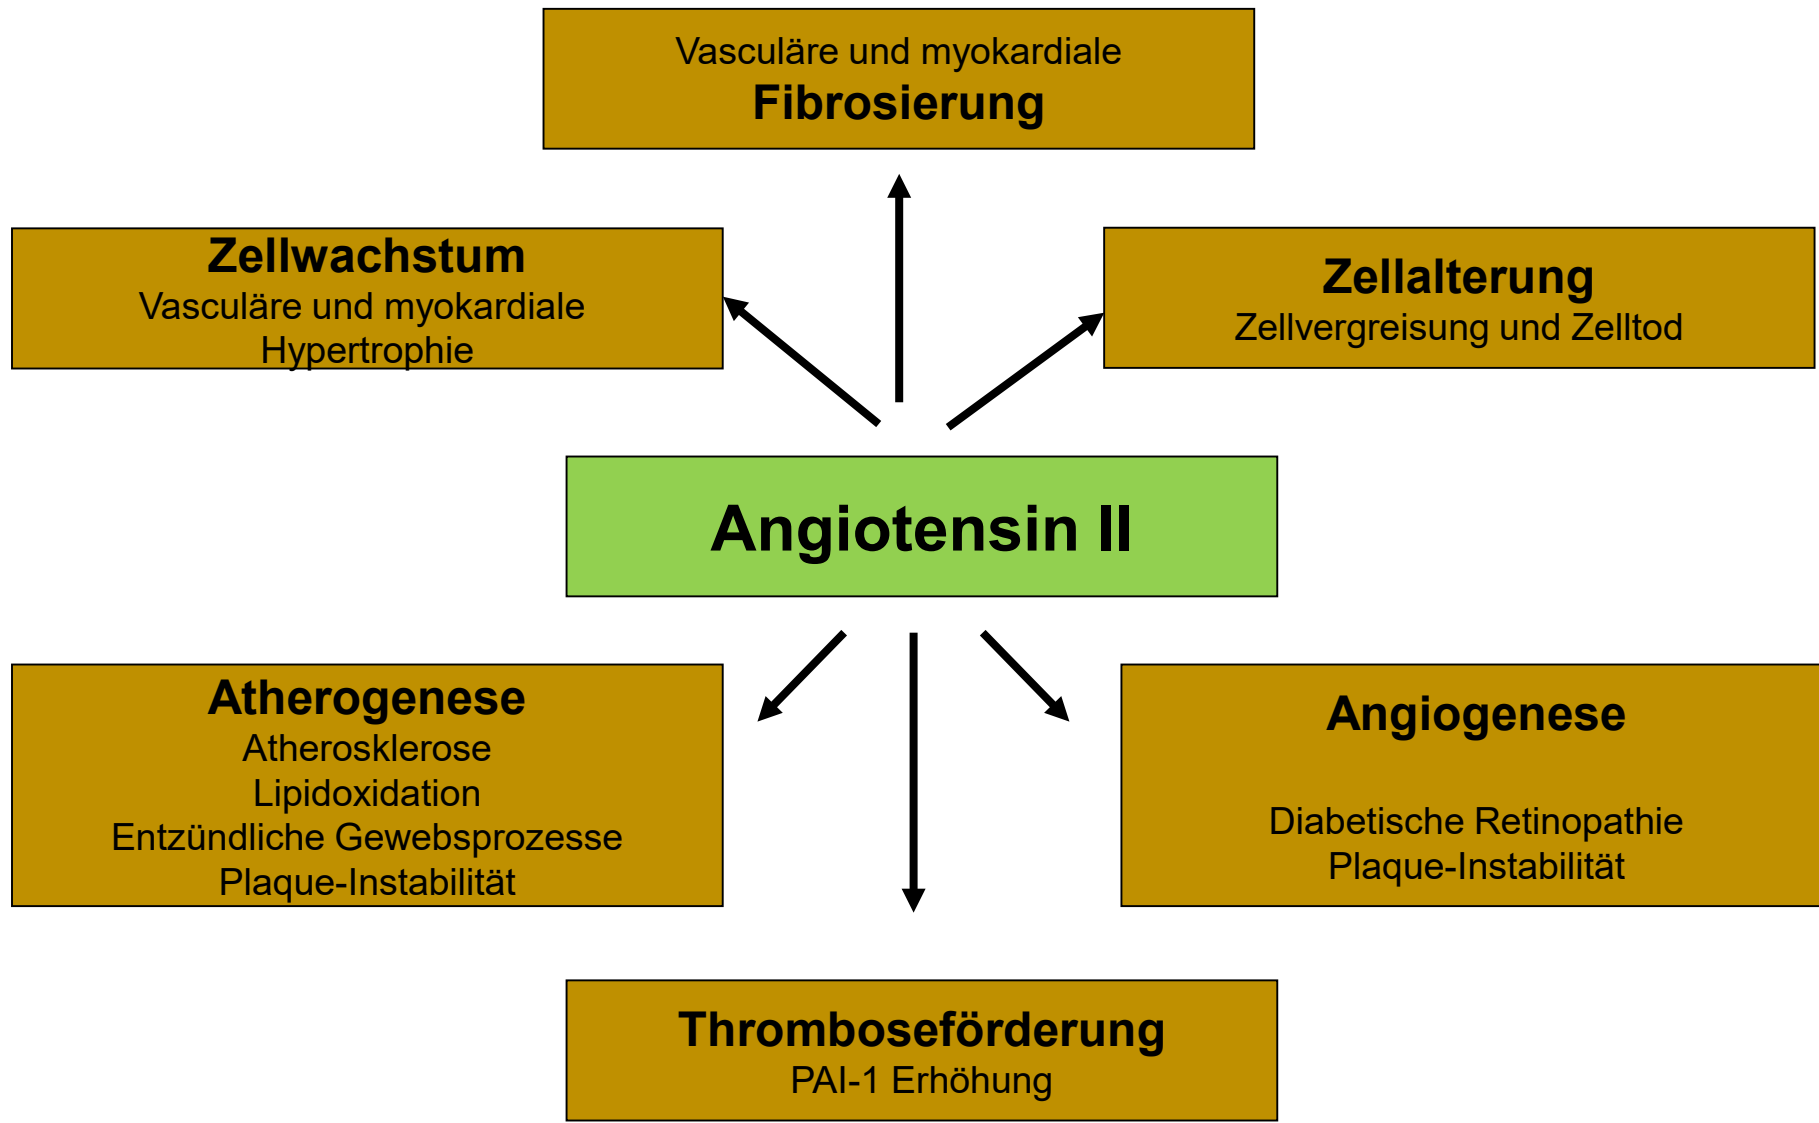 Vasculäre und myokardiale
Fibrosierung
Zellwachstum
Vasculäre und myokardiale
Hypertrophie
Zellalterung
Zellvergreisung und Zelltod
Angiotensin II
Atherogenese
Atherosklerose
Lipidoxidation
Entzündliche Gewebsprozesse
Plaque-Instabilität
Angiogenese
Diabetische Retinopathie
Plaque-Instabilität
Thromboseförderung
PAI-1 Erhöhung